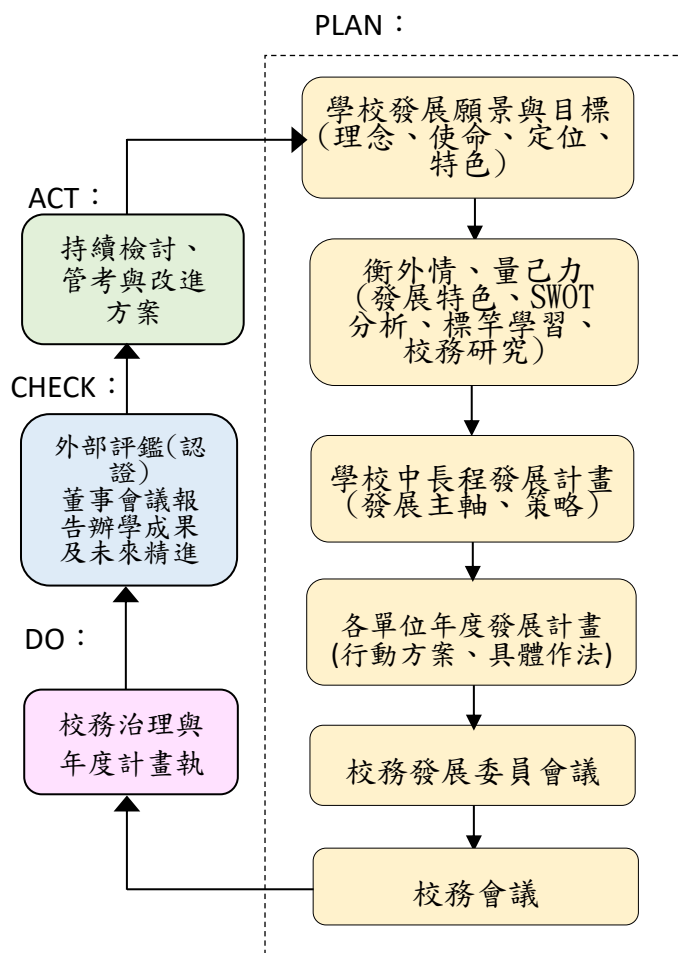 PLAN：
學校發展願景與目標
(理念、使命、定位、
特色)
衡外情、量己力
(發展特色、SWOT
分析、標竿學習、
校務研究)
學校中長程發展計畫
(發展主軸、策略)
各單位年度發展計畫
(行動方案、具體作法)
校務發展委員會議
校務會議
DO：
校務治理與
年度計畫執
CHECK：
外部評鑑(認
證)
董事會議報
告辦學成果
及未來精進
ACT：
持續檢討、
管考與改進
方案